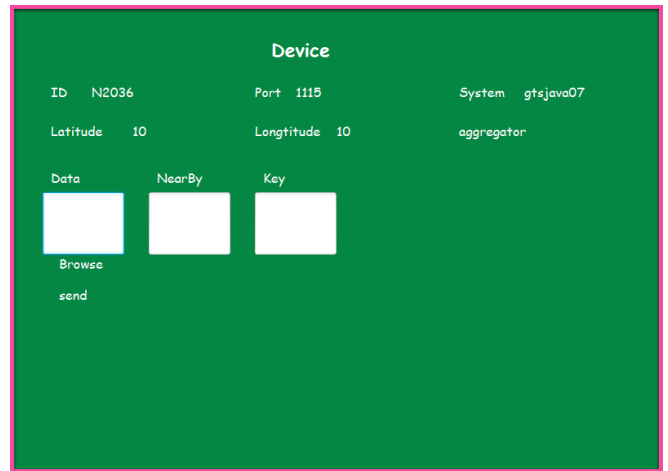 Device
ID N2036 Port 1115 System gtsjava07
Latitude 10 Longtitude 10 aggregator
Data NearBy Key
Browse
send